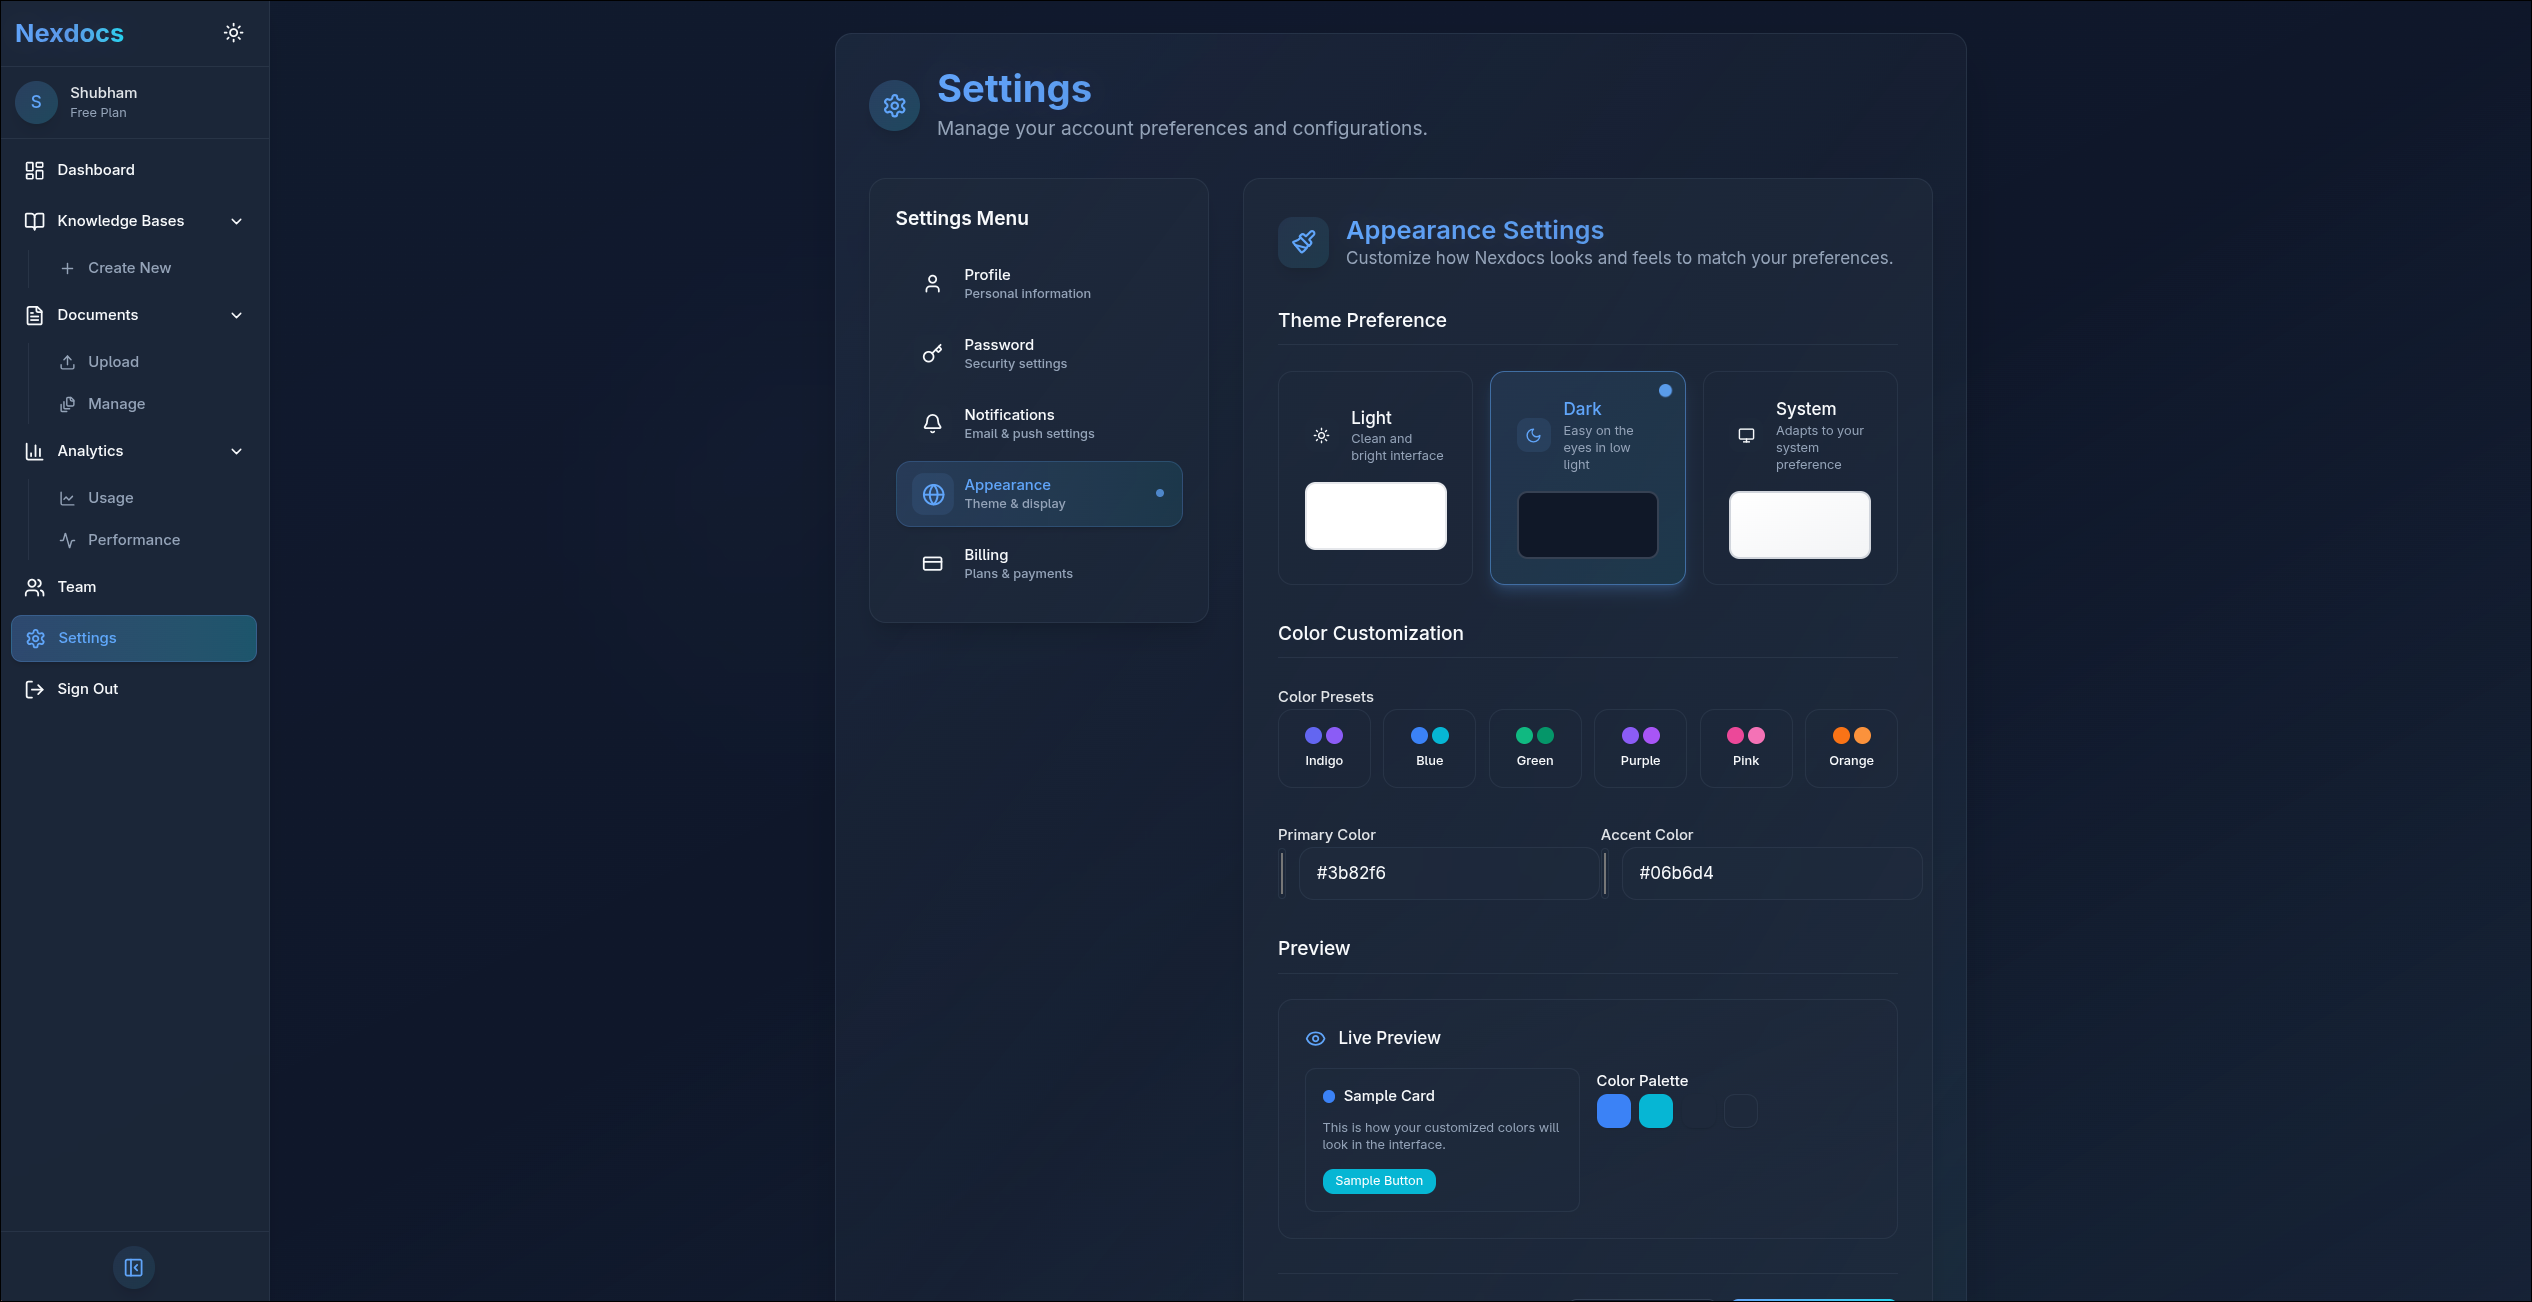 Nexdocs
S
Shubham
Free Plan
Dashboard
Knowledge Bases
Create New
Documents
Upload
Manage
Analytics
Usage
Performance
Team
Settings
Sign Out
Settings
Manage your account preferences and configurations.
Settings Menu
Profile
Personal information
Password
Security settings
Notifications
Email & push settings
Appearance
Theme & display
Billing
Plans & payments
Appearance Settings
Customize how Nexdocs looks and feels to match your preferences.
Theme Preference
Light
Clean and
bright interface
Dark
Easy on the
eyes in low
light
System
Adapts to your
system
preference
Color Customization
Color Presets
Indigo
Blue
Green
Purple
Pink
Orange
Primary Color
#3b82f6
Accent Color
#06b6d4
Preview
Live Preview
Sample Card
This is how your customized colors will
look in the interface.
Sample Button
Color Palette